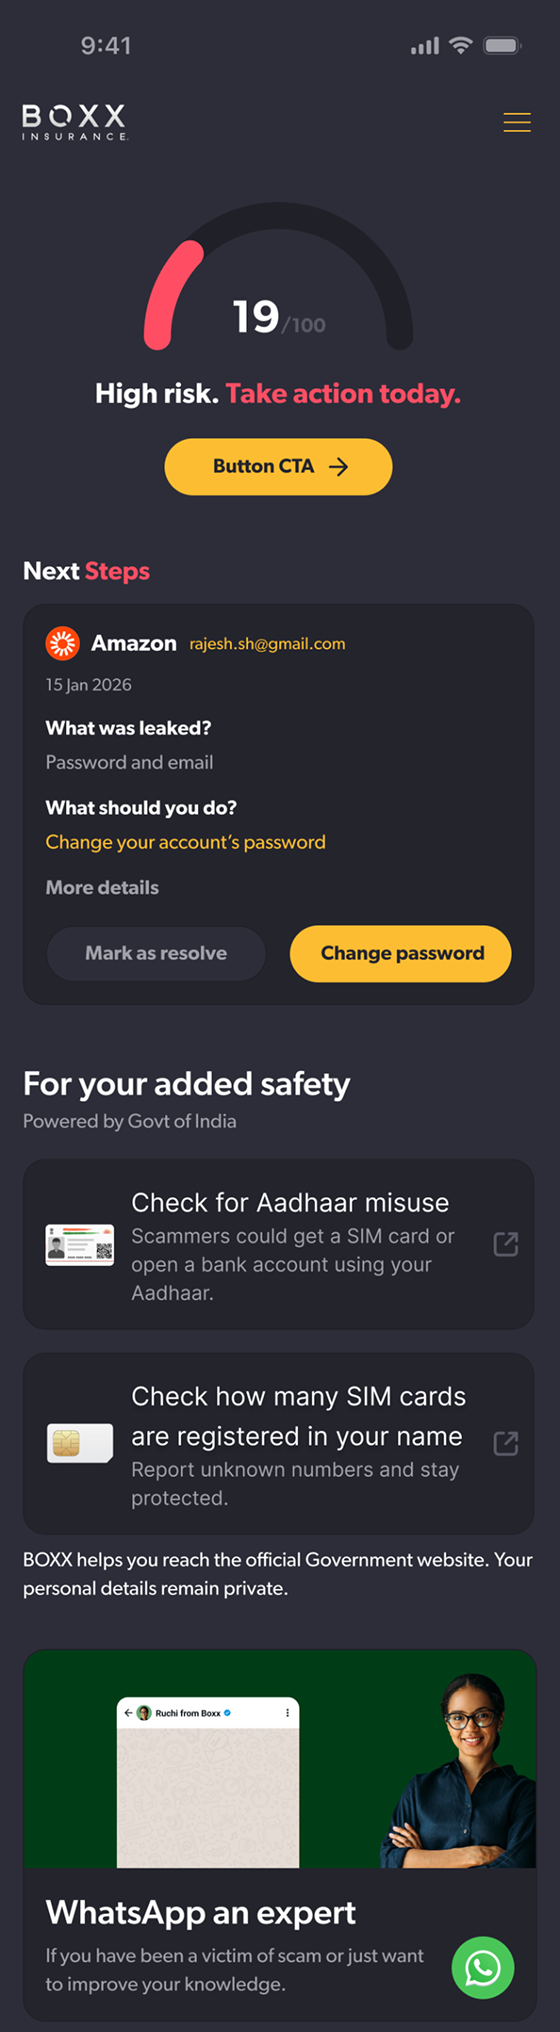 9:41
BOXX
INSURANCE
19/100
High risk. Take action today.
Button CTA
Next Steps
Amazon rajesh.sh@gmail.com
15 Jan 2026
What was leaked?
Password and email
What should you do?
Change your account’s password
More details
Mark as resolve Change password
For your added safety
Powered by Govt of India
Check for Aadhaar misuse
Scammers could get a SIM card or
open a bank account using your
Aadhaar.
Check how many SIM cards
are registered in your name
Report unknown numbers and stay
protected.
BOXX helps you reach the official Government website. Your
personal details remain private.
Ruchi from Boxx
WhatsApp an expert
If you have been a victim of scam or just want
to improve your knowledge.